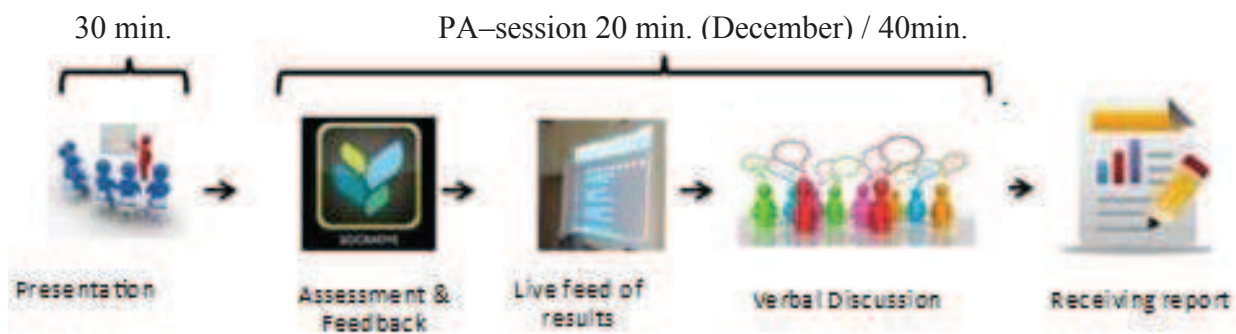 30 min.
PA–session 20 min. (December) / 40min.
Presentation
Assessment &
Feedback
Live feed of
results
Verbal Discussion
Receiving report